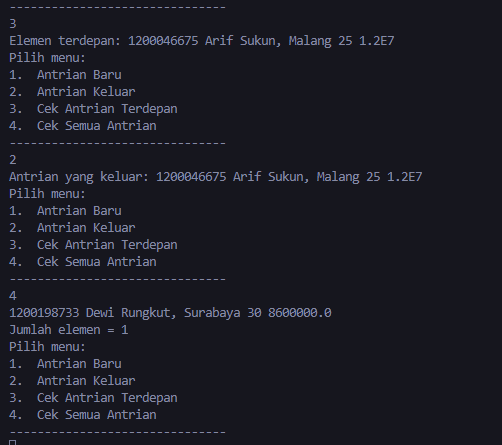 -------------------------------
3
Elemen terdepan: 1200046675 Arif Sukun, Malang 25 1.2E7
Pilih menu:
1.  Antrian Baru
2.  Antrian Keluar
3.  Cek Antrian Terdepan
4.  Cek Semua Antrian
-------------------------------
2
Antrian yang keluar: 1200046675 Arif Sukun, Malang 25 1.2E7
Pilih menu:
1.  Antrian Baru
2.  Antrian Keluar
3.  Cek Antrian Terdepan
4.  Cek Semua Antrian
-------------------------------
4
1200198733 Dewi Rungkut, Surabaya 30 8600000.0
Jumlah elemen = 1
Pilih menu:
1.  Antrian Baru
2.  Antrian Keluar
3.  Cek Antrian Terdepan
4.  Cek Semua Antrian
-------------------------------